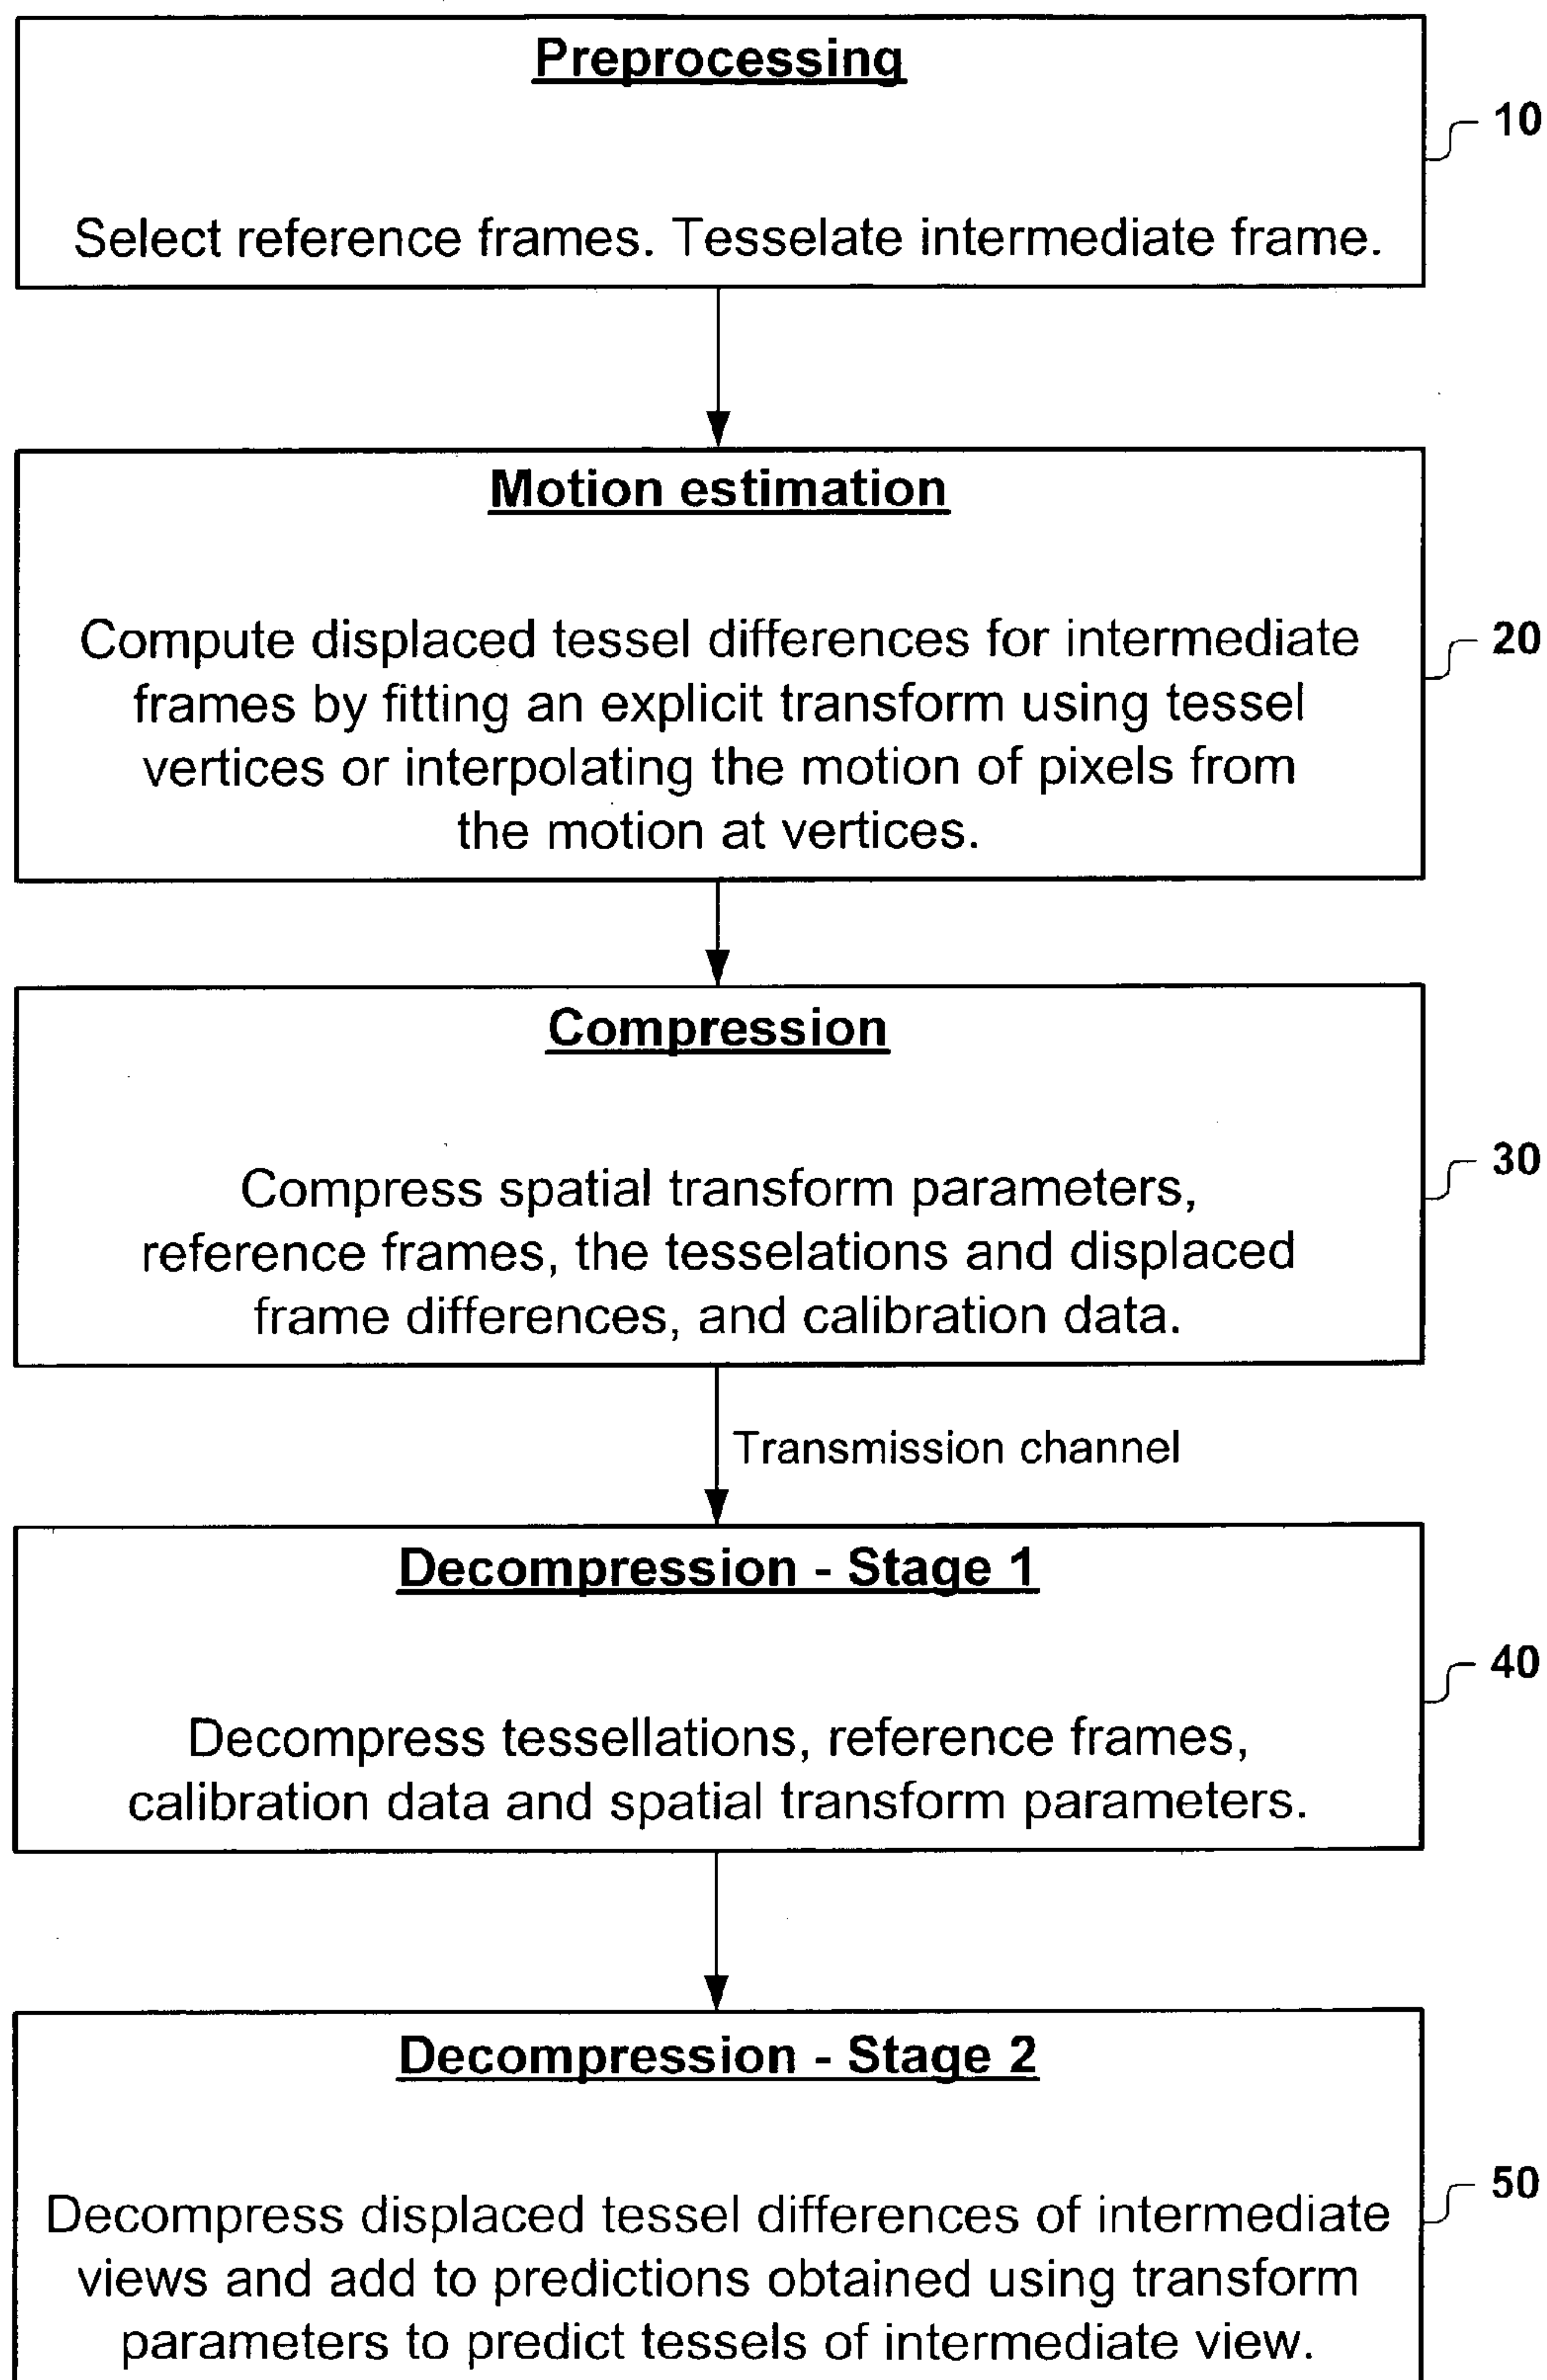 Preprocessing
10
Select reference frames. Tesselate intermediate frame.
Motion estimation
20
Compute displaced tessel differences for intermediate
frames by fitting an explicit transform using tessel
vertices or interpolating the motion of pixels from
the motion at vertices.
Compression
30
Compress spatial transform parameters,
reference frames, the tesselations and displaced
frame differences, and calibration data.
Transmission channel
Decompression - Stage 1
40
Decompress tessellations, reference frames,
calibration data and spatial transform parameters.
Decompression - Stage 2
50
Decompress displaced tessel differences of intermediate
views and add to predictions obtained using transform
parameters to predict tessels of intermediate view.